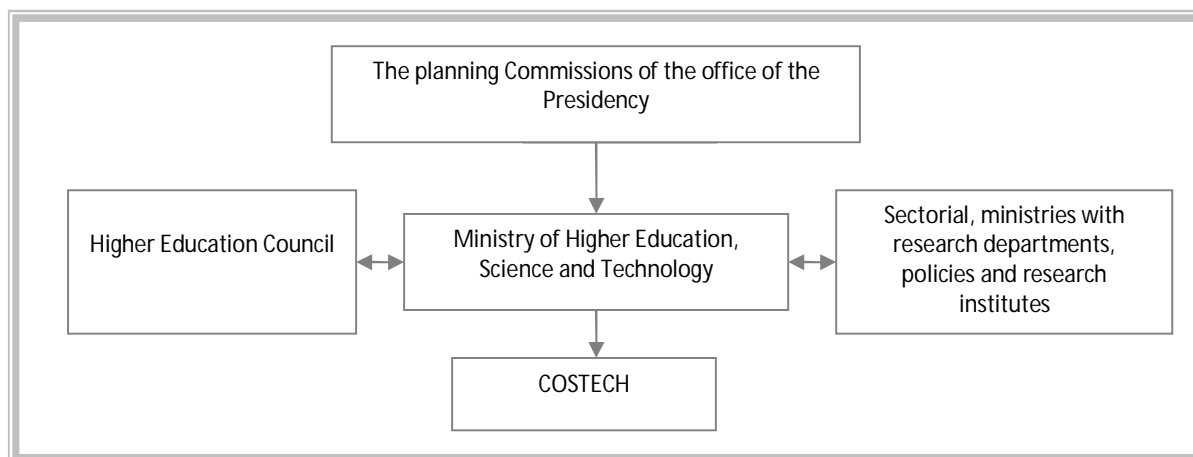 The planning Commissions of the office of the
Presidency
Higher Education Council
Ministry of Higher Education,
Science and Technology
Sectorial, ministries with
research departments,
policies and research
institutes
COSTECH